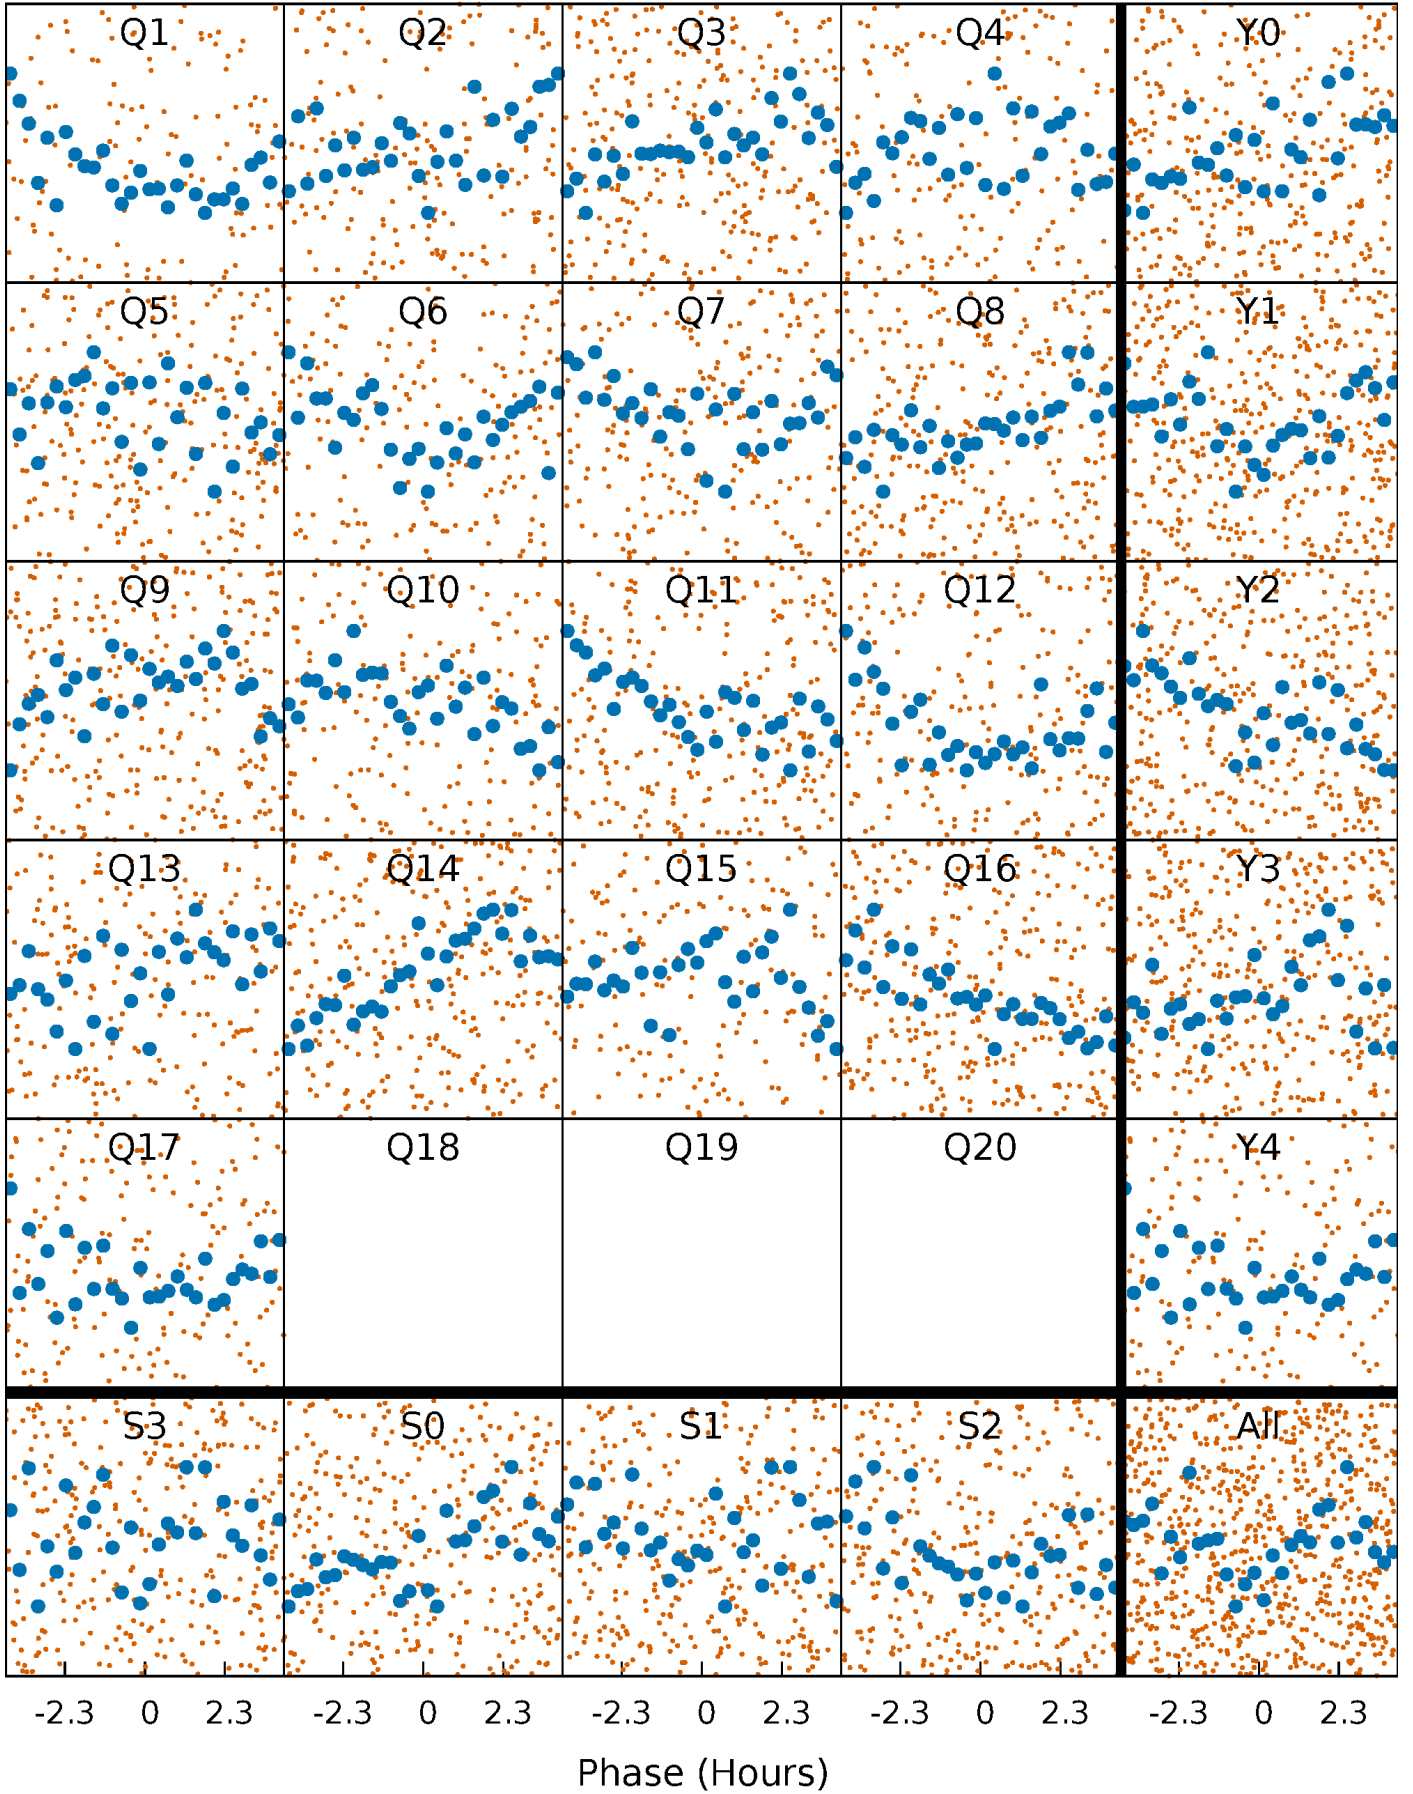 Q1 Q2 Q3 Q4 Y0
Q5 Q6 Q7 Q8 Y1
Q9 Q10 Q11 Q12 Y2
Q13 Q14 Q15 Q16 Y3
Q17 Q18 Q19 Q20 Y4
S3 S0 S1 S2 All
-2.3 0 2.3 -2.3 0 2.3 -2.3 0 2.3 -2.3 0 2.3 -2.3 0 2.3
Phase (Hours)